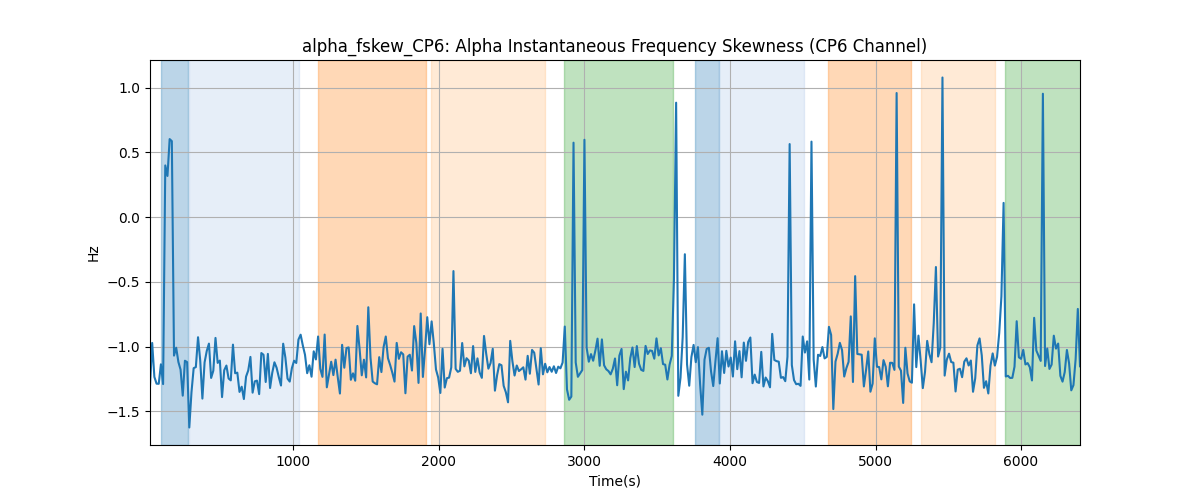 alpha_fskew_CP6: Alpha Instantaneous Frequency Skewness (CP6 Channel)
1.0
0.5
0.0
−0.5
−1.0
−1.5
Hz
1000 2000 3000 4000 5000 6000
Time(s)